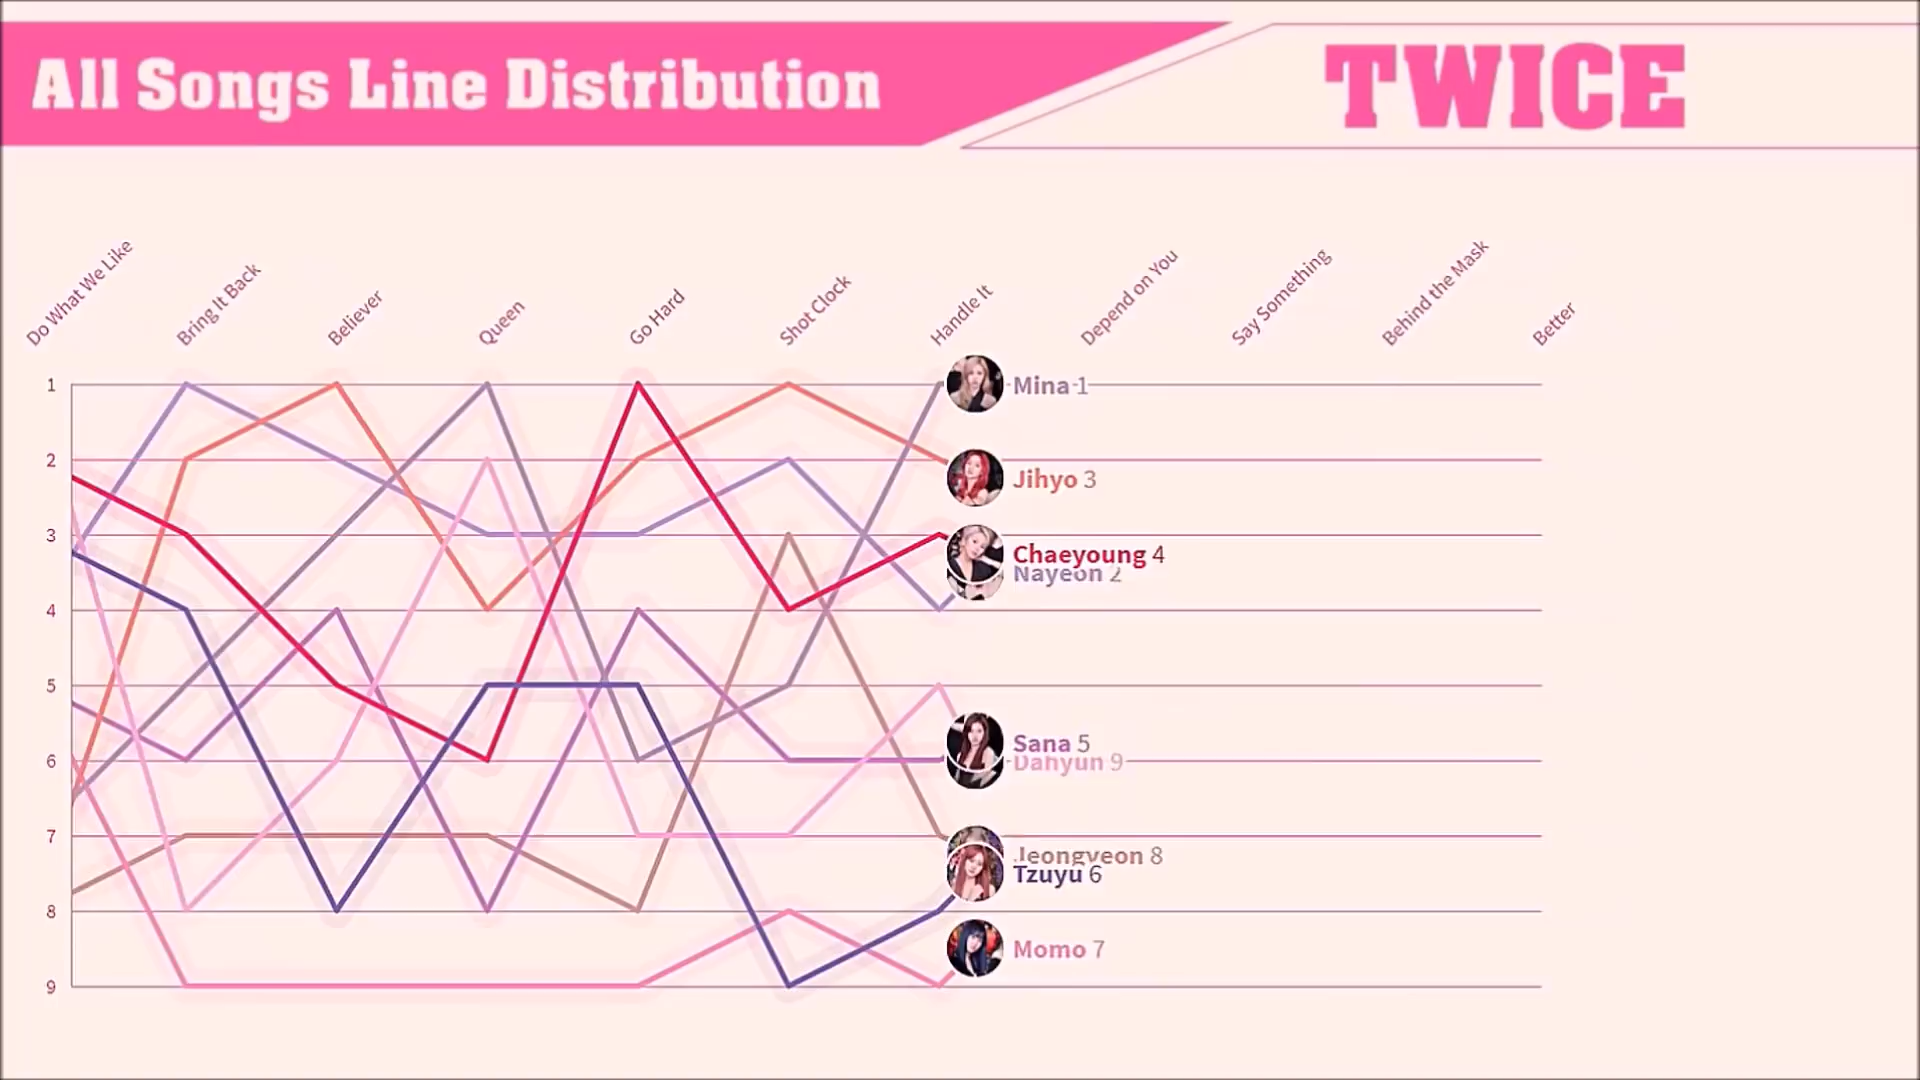 All Songs Line Distribution
TWICE
Do What We Like
Bring It Back
Believer
Queen
Go Hard
Shot Clock
Handle It
Depend on You
Say Something
Behind the Mask
Better
1
2
3
4
5
6
7
8
9
Mina 1
Jihyo 3
Chaeyoung 4
Nayeon 2
Sana 5
Dahyun 9
Jeongyeon 8
Tzuyu 6
Momo 7